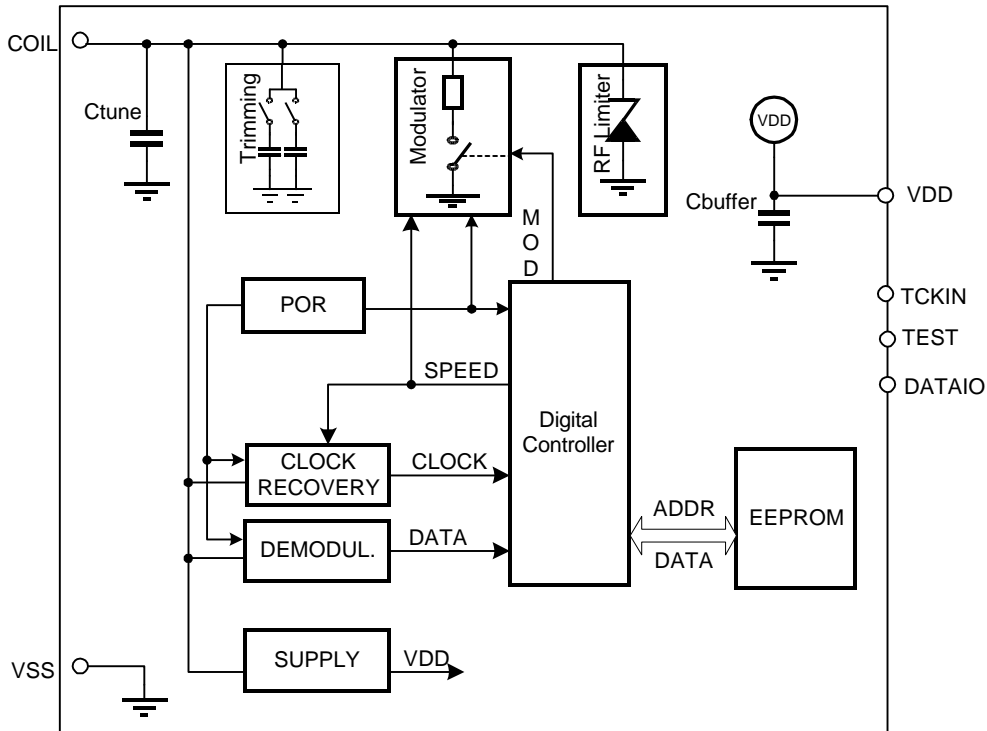 COIL
Ctune
Trimming
Modulator
RF Limiter
VDD
Cbuffer
VDD
MOD
POR
TCKIN
TEST
DATAIO
SPEED
Digital
Controller
CLOCK
RECOVERY
CLOCK
DEMODUL.
DATA
ADDR
DATA
EEPROM
SUPPLY
VDD
VSS